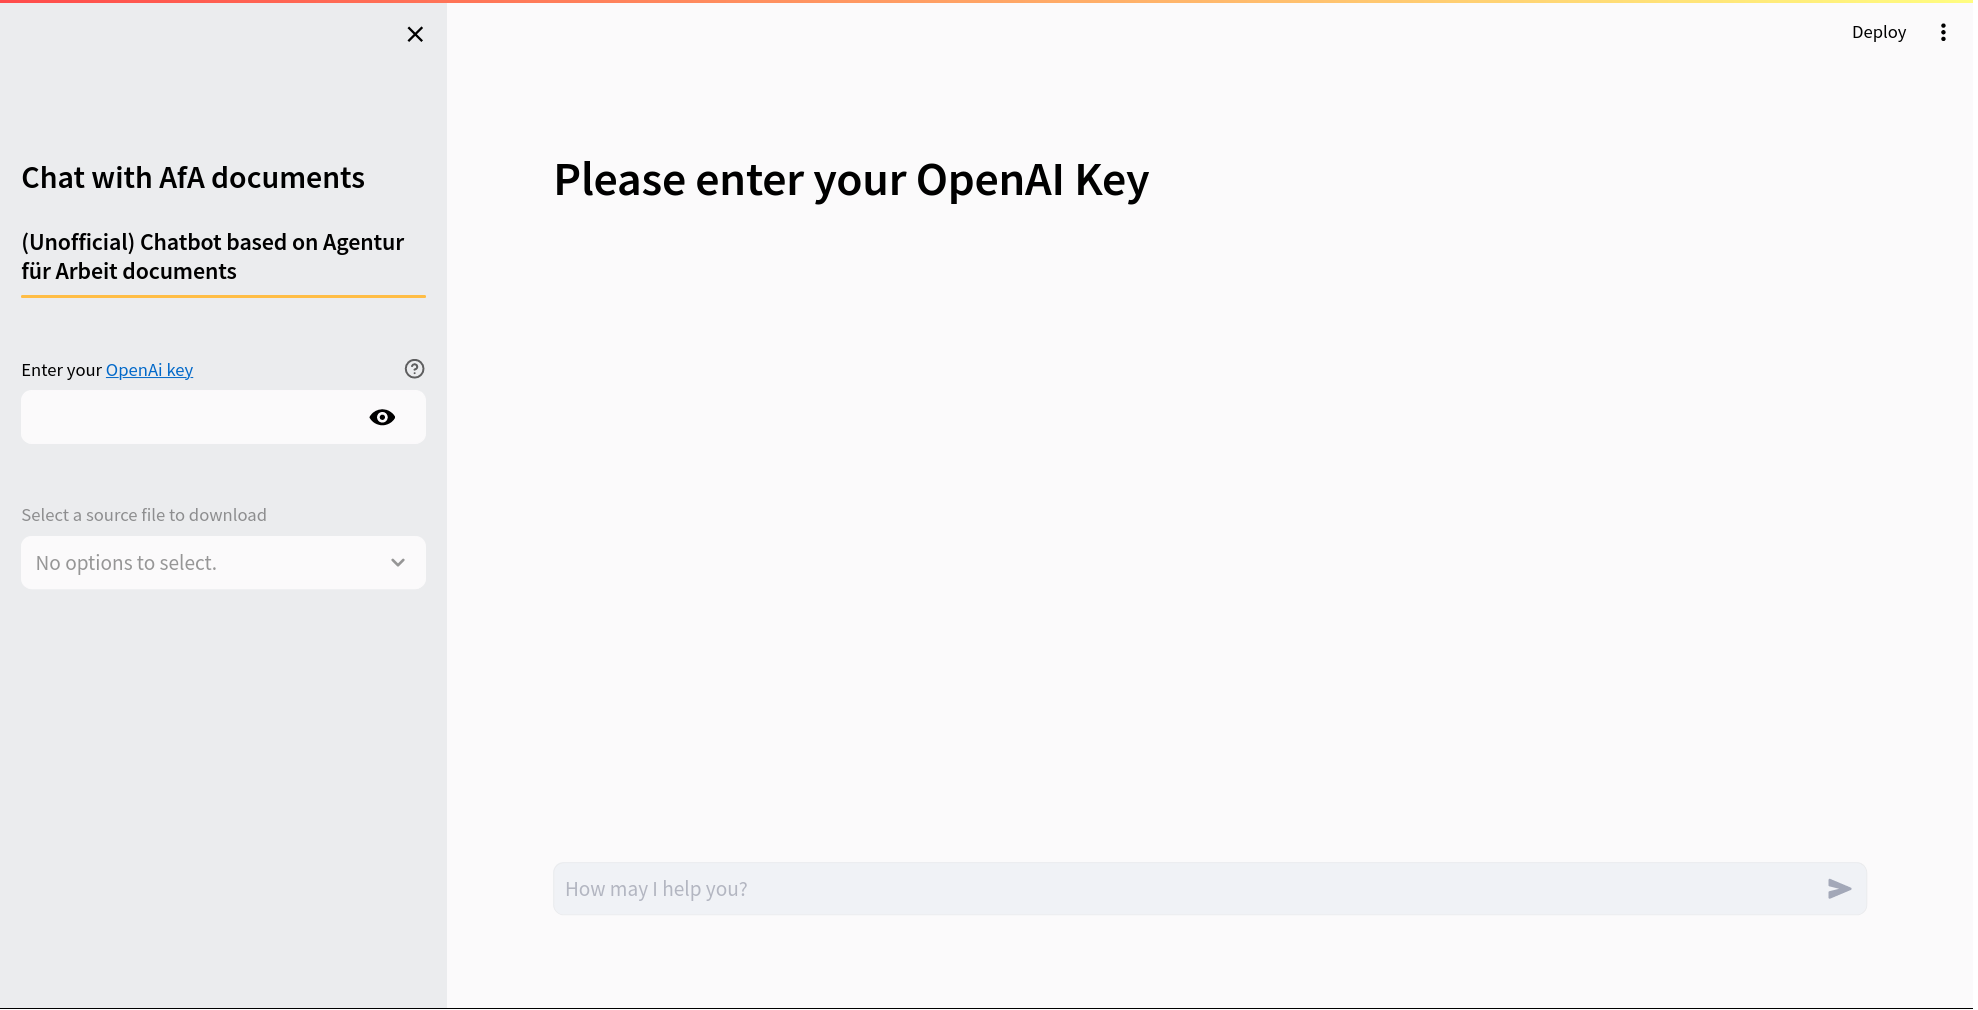 Deploy
Chat with AfA documents
(Unofficial) Chatbot based on Agentur
für Arbeit documents
Enter your OpenAi key
Select a source file to download
No options to select.
Please enter your OpenAI Key
How may I help you?